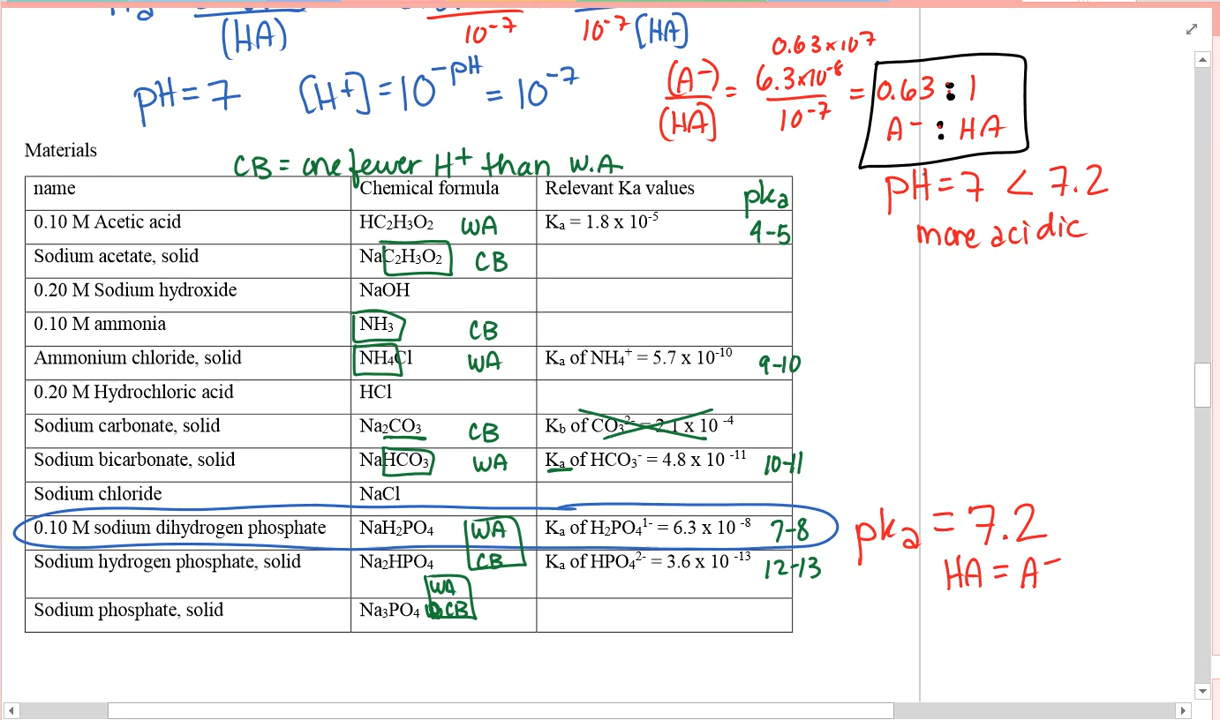 (HA) 10⁻⁷ 10⁻⁷ [HA]
pH = 7 [H+] = 10⁻ᵖᴴ = 10⁻⁷
0.63 x 10⁷
(A⁻) = 6.3x10⁻⁸ = 0.63 : 1
(HA) 10⁻⁷ A⁻ : HA
pH = 7 < 7.2
more acidic
Materials
CB = one fewer H⁺ than W.A
name Chemical formula Relevant Ka values pka
0.10 M Acetic acid HC₂H₃O₂ WA Kₐ = 1.8 x 10⁻⁵ 4-5
Sodium acetate, solid NaC₂H₃O₂ CB
0.20 M Sodium hydroxide NaOH
0.10 M ammonia NH₃ CB
Ammonium chloride, solid NH₄Cl WA Kₐ of NH₄⁺ = 5.7 x 10⁻¹⁰ 9-10
0.20 M Hydrochloric acid HCl
Sodium carbonate, solid Na₂CO₃ CB K_b of CO₃²⁻ = 2.1 x 10⁻⁴
Sodium bicarbonate, solid NaHCO₃ WA Kₐ of HCO₃⁻ = 4.8 x 10⁻¹¹ 10-11
Sodium chloride NaCl
0.10 M sodium dihydrogen phosphate NaH2PO₄ WA Kₐ of H₂PO₄¹⁻ = 6.3 x 10⁻⁸ 7-8
Sodium hydrogen phosphate, solid Na₂HPO₄ CB Kₐ of HPO₄²⁻ = 3.6 x 10⁻¹³ 12-13
WA
Sodium phosphate, solid Na₃PO₄ CB
pka = 7.2
HA = A⁻